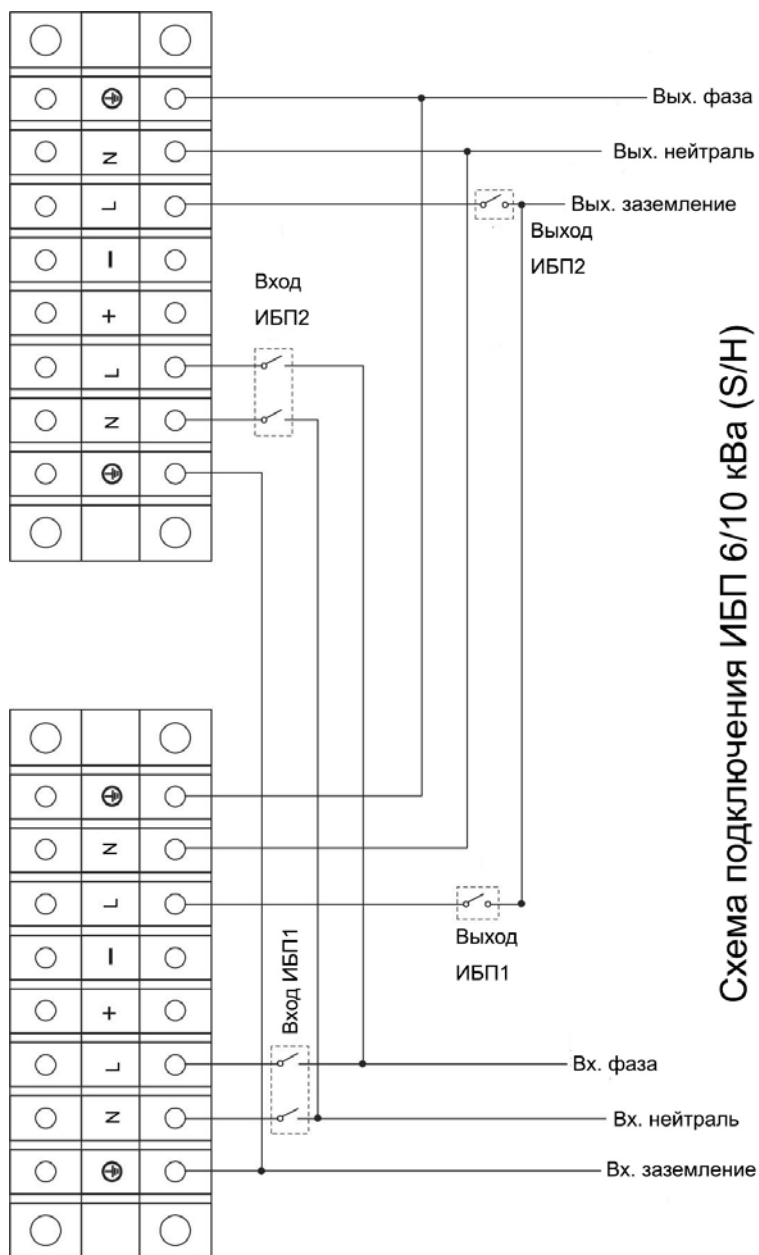 Вых. фаза
N
Вых. нейтраль
L
Вых. заземление
Выход
ИБП2
–
Вход
ИБП2
+
L
N
Схема подключения ИБП 6/10 кВа (S/H)
N
L
Выход
ИБП1
–
Вход ИБП1
+
L
Вх. фаза
N
Вх. нейтраль
Вх. заземление